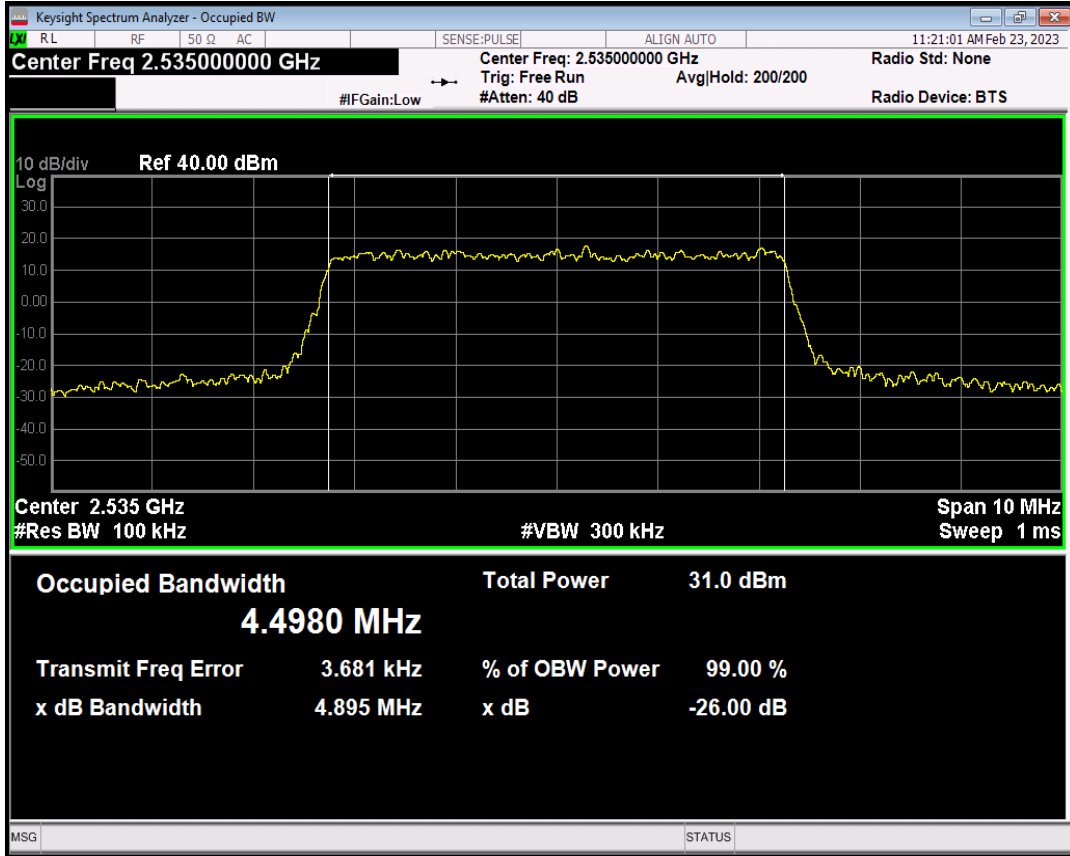 Keysight Spectrum Analyzer - Occupied BW
LXI RL RF 50 Ω AC SENSE:PULSE ALIGN AUTO 11:21:01 AM Feb 23, 2023
Center Freq 2.535000000 GHz Center Freq: 2.535000000 GHz Radio Std: None
Trig: Free Run Avg|Hold: 200/200
#IFGain:Low #Atten: 40 dB Radio Device: BTS
10 dB/div Ref 40.00 dBm
Log
30.0
20.0
10.0
0.00
-10.0
-20.0
-30.0
-40.0
-50.0
Center 2.535 GHz Span 10 MHz
#Res BW 100 kHz #VBW 300 kHz Sweep 1 ms
Occupied Bandwidth Total Power 31.0 dBm
4.4980 MHz
Transmit Freq Error 3.681 kHz % of OBW Power 99.00 %
x dB Bandwidth 4.895 MHz x dB -26.00 dB
MSG STATUS